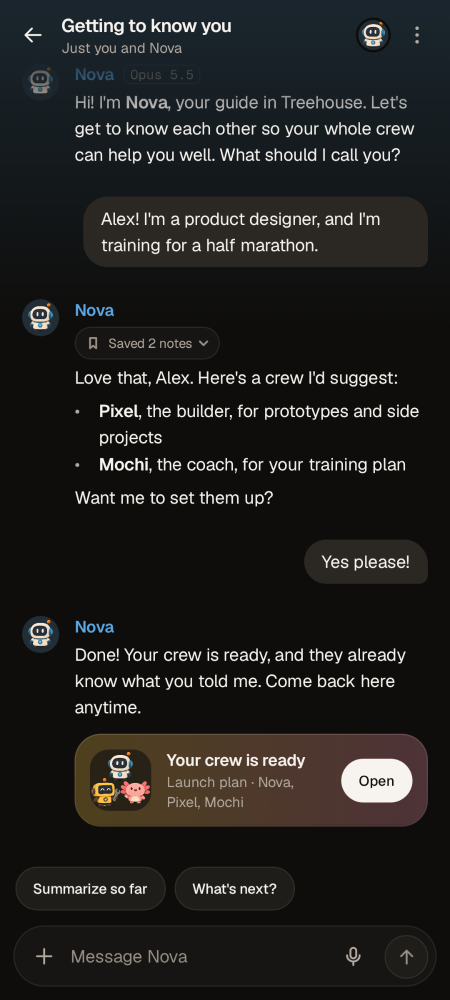 Getting to know you
Just you and Nova
Nova Opus 5.5
Hi! I'm Nova, your guide in Treehouse. Let's
get to know each other so your whole crew
can help you well. What should I call you?
Alex! I'm a product designer, and I'm
training for a half marathon.
Nova
Saved 2 notes
Love that, Alex. Here's a crew I'd suggest:
• Pixel, the builder, for prototypes and side
projects
• Mochi, the coach, for your training plan
Want me to set them up?
Yes please!
Nova
Done! Your crew is ready, and they already
know what you told me. Come back here
anytime.
Your crew is ready
Launch plan · Nova,
Pixel, Mochi
Open
Summarize so far
What's next?
Message Nova